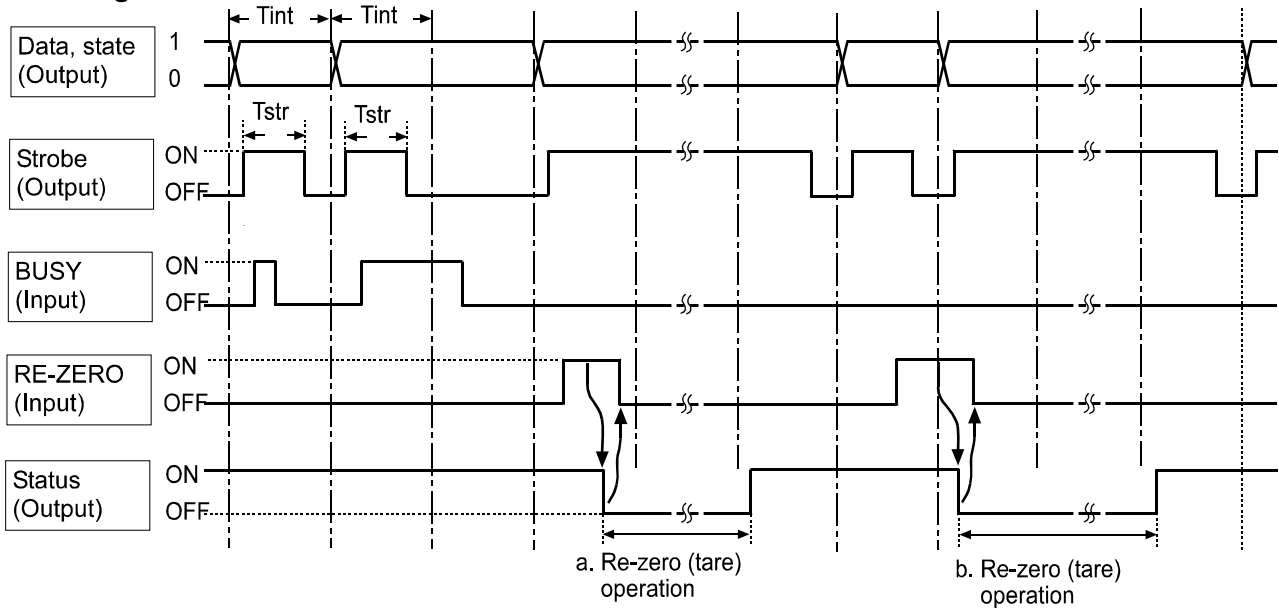 Tint Tint
Data, state
(Output)
1
0
Tstr Tstr
Strobe
(Output)
ON
OFF
BUSY
(Input)
ON
OFF
RE-ZERO
(Input)
ON
OFF
Status
(Output)
ON
OFF
a. Re-zero (tare)
operation
b. Re-zero (tare)
operation